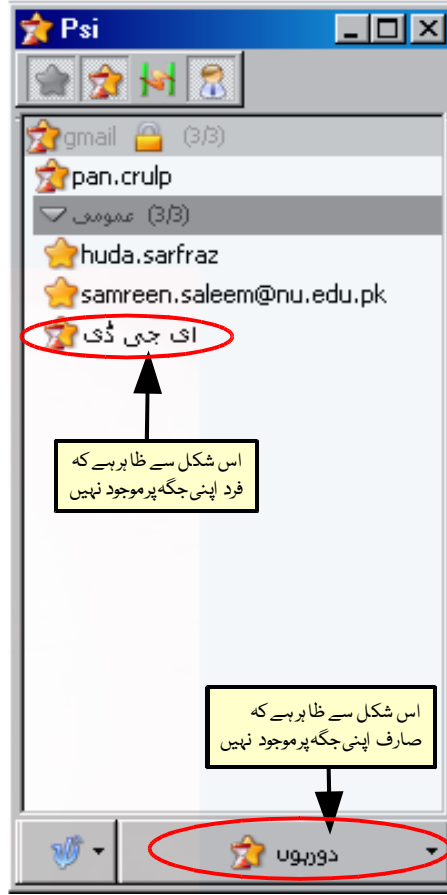 Psi
gmail (3/3)
pan.crulp
عمومی (3/3)
huda.sarfraz
samreen.saleem@nu.edu.pk
ای جی ڈی
اس شکل سے ظاہر ہے کہ
فرد اپنی جگہ پر موجود نہیں
اس شکل سے ظاہر ہے کہ
صارف اپنی جگہ پر موجود نہیں
دورہوں